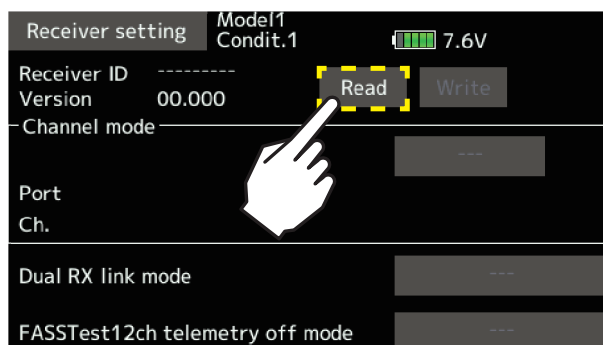 Receiver setting Model1
Condit.1 7.6V
Receiver ID ---------
Version 00.000 Read Write
Channel mode
---
Port
Ch.
Dual RX link mode ---
FASSTest12ch telemetry off mode ---